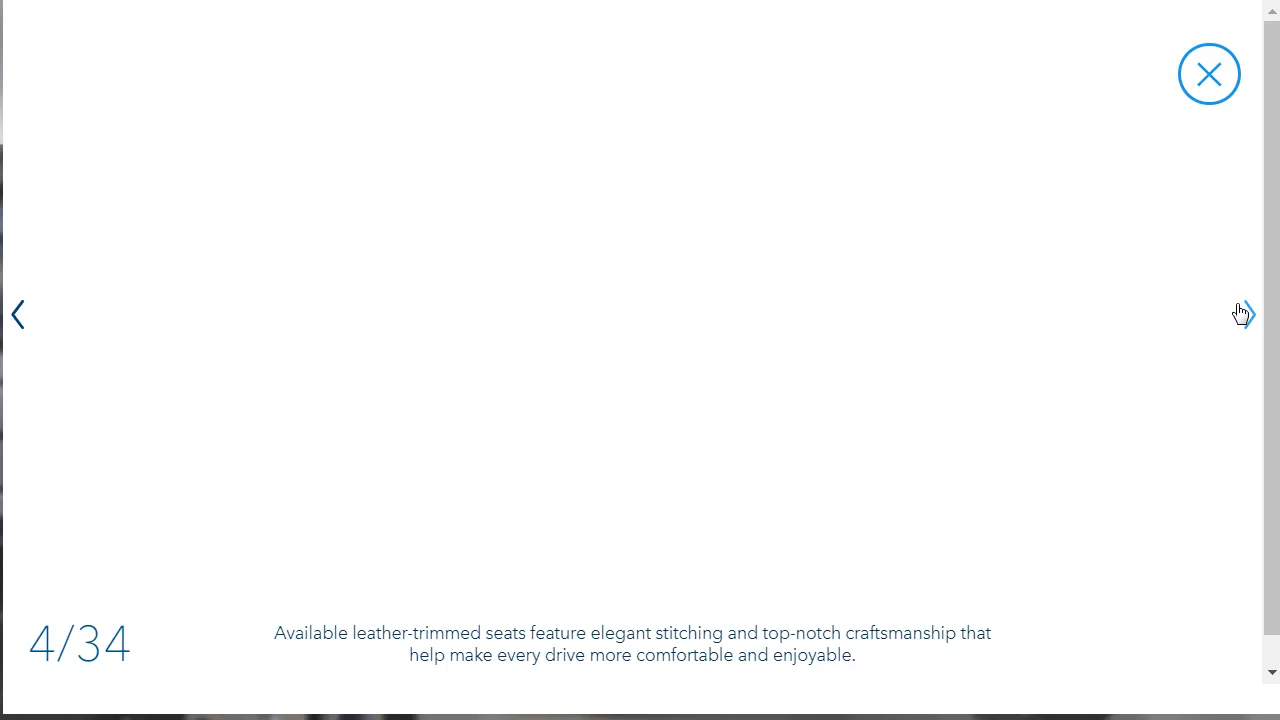 4/34
Available leather-trimmed seats feature elegant stitching and top-notch craftsmanship that
help make every drive more comfortable and enjoyable.